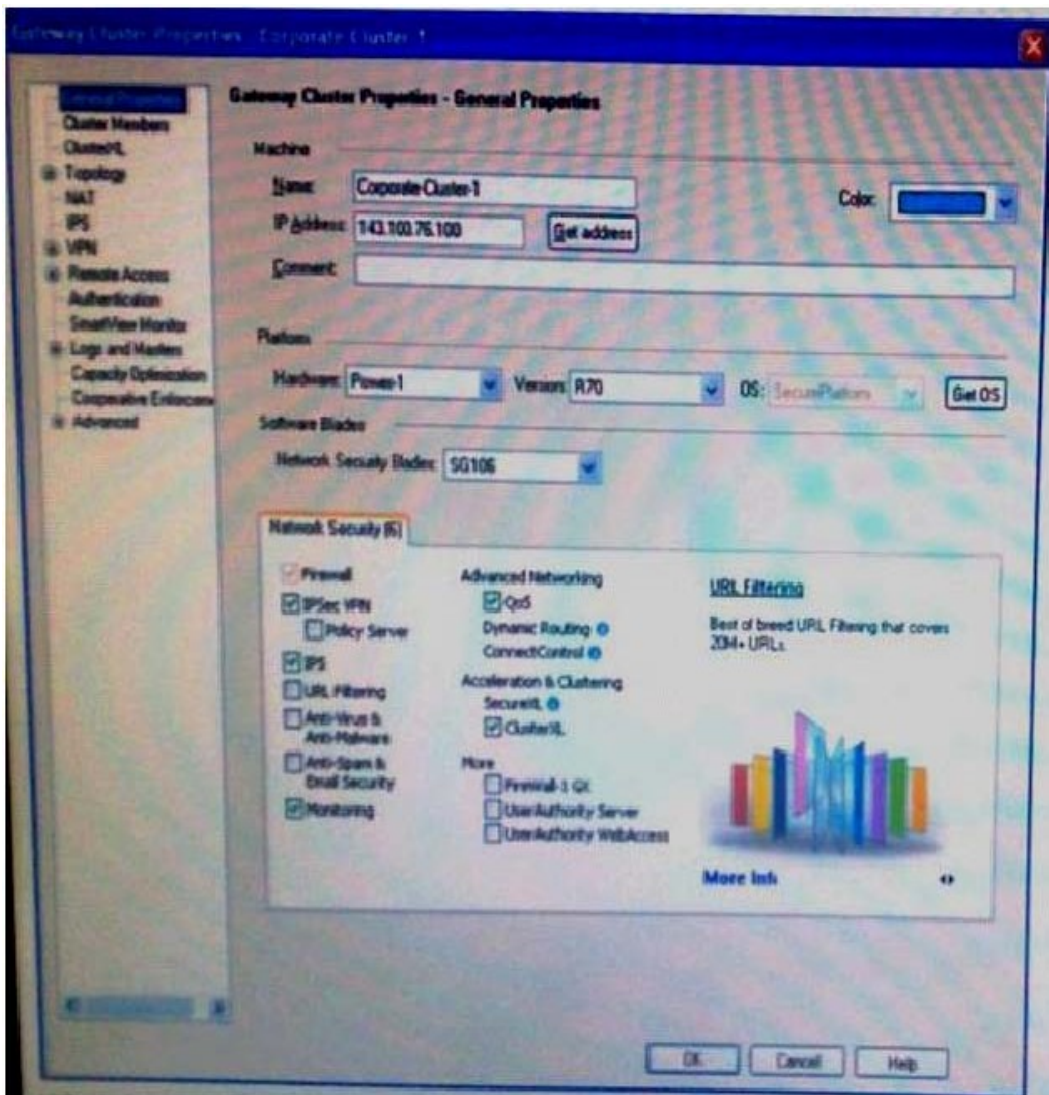 Gateway Cluster Properties - Corporate-Cluster-1
General Properties
Cluster Members
ClusterXL
Topology
NAT
IPS
VPN
Remote Access
Authentication
SmartView Monitor
Logs and Masters
Capacity Optimization
Cooperative Enforcem
Advanced
Gateway Cluster Properties - General Properties
Machine
Name: Corporate-Cluster-1 Color:
IP Address: 143.100.76.100 Get address
Comment:
Platform
Hardware: Power-1 Version: R70 OS: SecurePlatform Get OS
Software Blades
Network Security Blades: SG106
Network Security (6)
Firewall
IPSec VPN
Policy Server
IPS
URL Filtering
Anti-Virus &
Anti-Malware
Anti-Spam &
Email Security
Monitoring
Advanced Networking
QoS
Dynamic Routing
ConnectControl
Acceleration & Clustering
SecureXL
ClusterXL
More
Firewall-1 GX
UserAuthority Server
UserAuthority WebAccess
URL Filtering
Best of breed URL Filtering that covers
20M+ URLs.
More Inf
OK Cancel Help